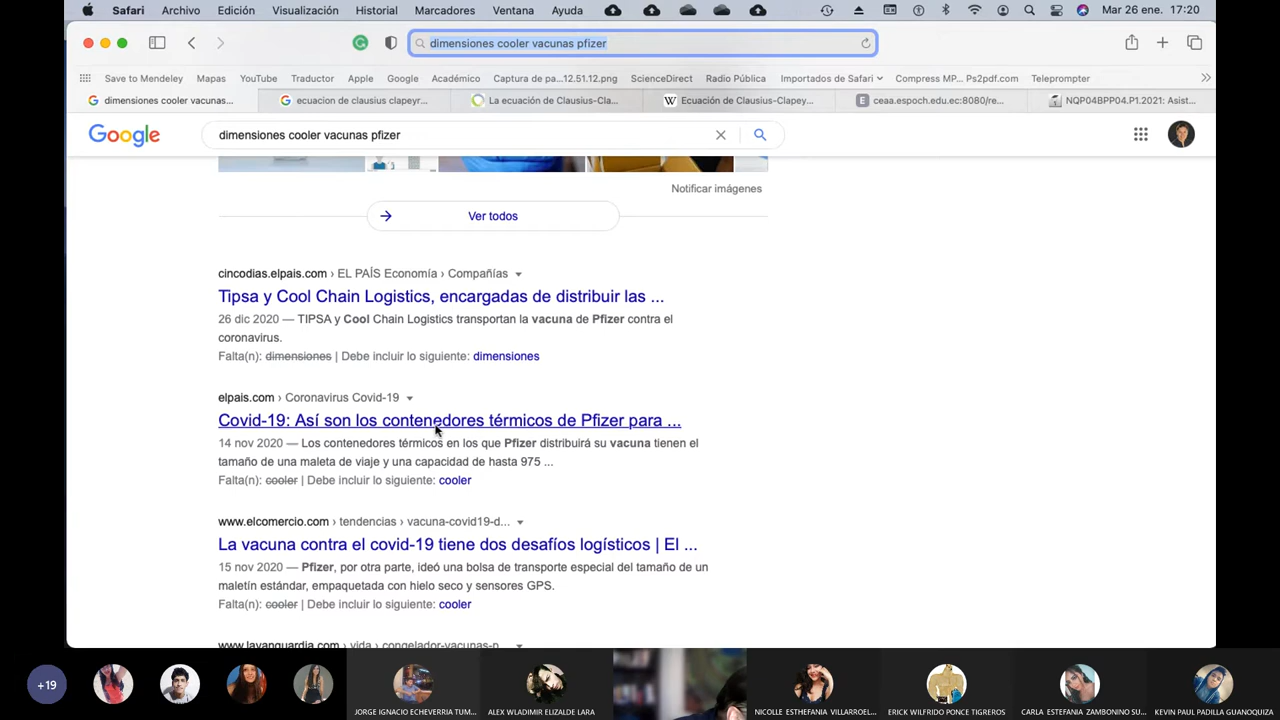 Safari Archivo Edición Visualización Historial Marcadores Ventana Ayuda Mar 26 ene. 17:20
dimensiones cooler vacunas pfizer
Save to Mendeley Mapas YouTube Traductor Apple Google Académico Captura de pa...12.51.12.png ScienceDirect Radio Pública Importados de Safari Compress MP... Ps2pdf.com Teleprompter
dimensiones cooler vacunas... ecuacion de clausius clapeyr... La ecuación de Clausius-Cla... Ecuación de Clausius-Clapey... ceaa.espoch.edu.ec:8080/re... NQP04BPP04.P1.2021: Asist...
Google dimensiones cooler vacunas pfizer
Notificar imágenes
Ver todos
cincodias.elpais.com › EL PAÍS Economía › Compañías
Tipsa y Cool Chain Logistics, encargadas de distribuir las ...
26 dic 2020 — TIPSA y Cool Chain Logistics transportan la vacuna de Pfizer contra el
coronavirus.
Falta(n): dimensiones | Debe incluir lo siguiente: dimensiones
elpais.com › Coronavirus Covid-19
Covid-19: Así son los contenedores térmicos de Pfizer para ...
14 nov 2020 — Los contenedores térmicos en los que Pfizer distribuirá su vacuna tienen el
tamaño de una maleta de viaje y una capacidad de hasta 975 ...
Falta(n): cooler | Debe incluir lo siguiente: cooler
www.elcomercio.com › tendencias › vacuna-covid19-d...
La vacuna contra el covid-19 tiene dos desafíos logísticos | El ...
15 nov 2020 — Pfizer, por otra parte, ideó una bolsa de transporte especial del tamaño de un
maletín estándar, empaquetada con hielo seco y sensores GPS.
Falta(n): cooler | Debe incluir lo siguiente: cooler
www.lavanguardia.com › vida › congelador-vacunas-p...
+19
JORGE IGNACIO ECHEVERRIA TUM... ALEX WLADIMIR ELIZALDE LARA NICOLLE ESTHEFANIA VILLARROEL... ERICK WILFRIDO PONCE TIGREROS CARLA ESTEFANIA ZAMBONINO SU... KEVIN PAUL PADILLA GUANOQUIZA